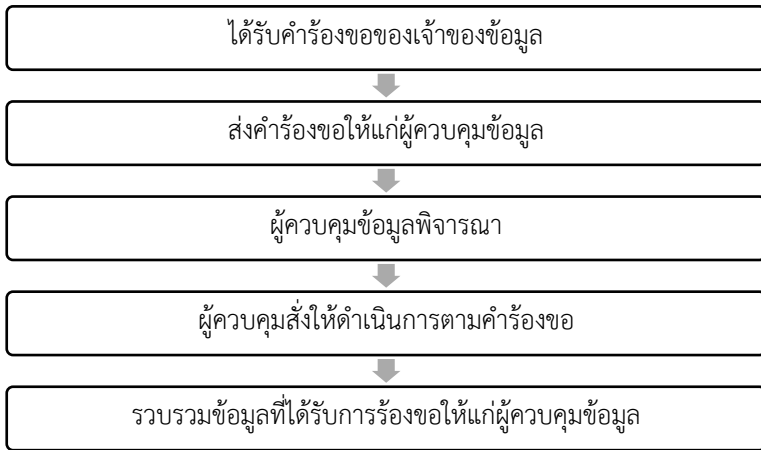 ได้รับคำร้องขอของเจ้าของข้อมูล
ส่งคำร้องขอให้แก่ผู้ควบคุมข้อมูล
ผู้ควบคุมข้อมูลพิจารณา
ผู้ควบคุมสั่งให้ดำเนินการตามคำร้องขอ
รวบรวมข้อมูลที่ได้รับการร้องขอให้แก่ผู้ควบคุมข้อมูล